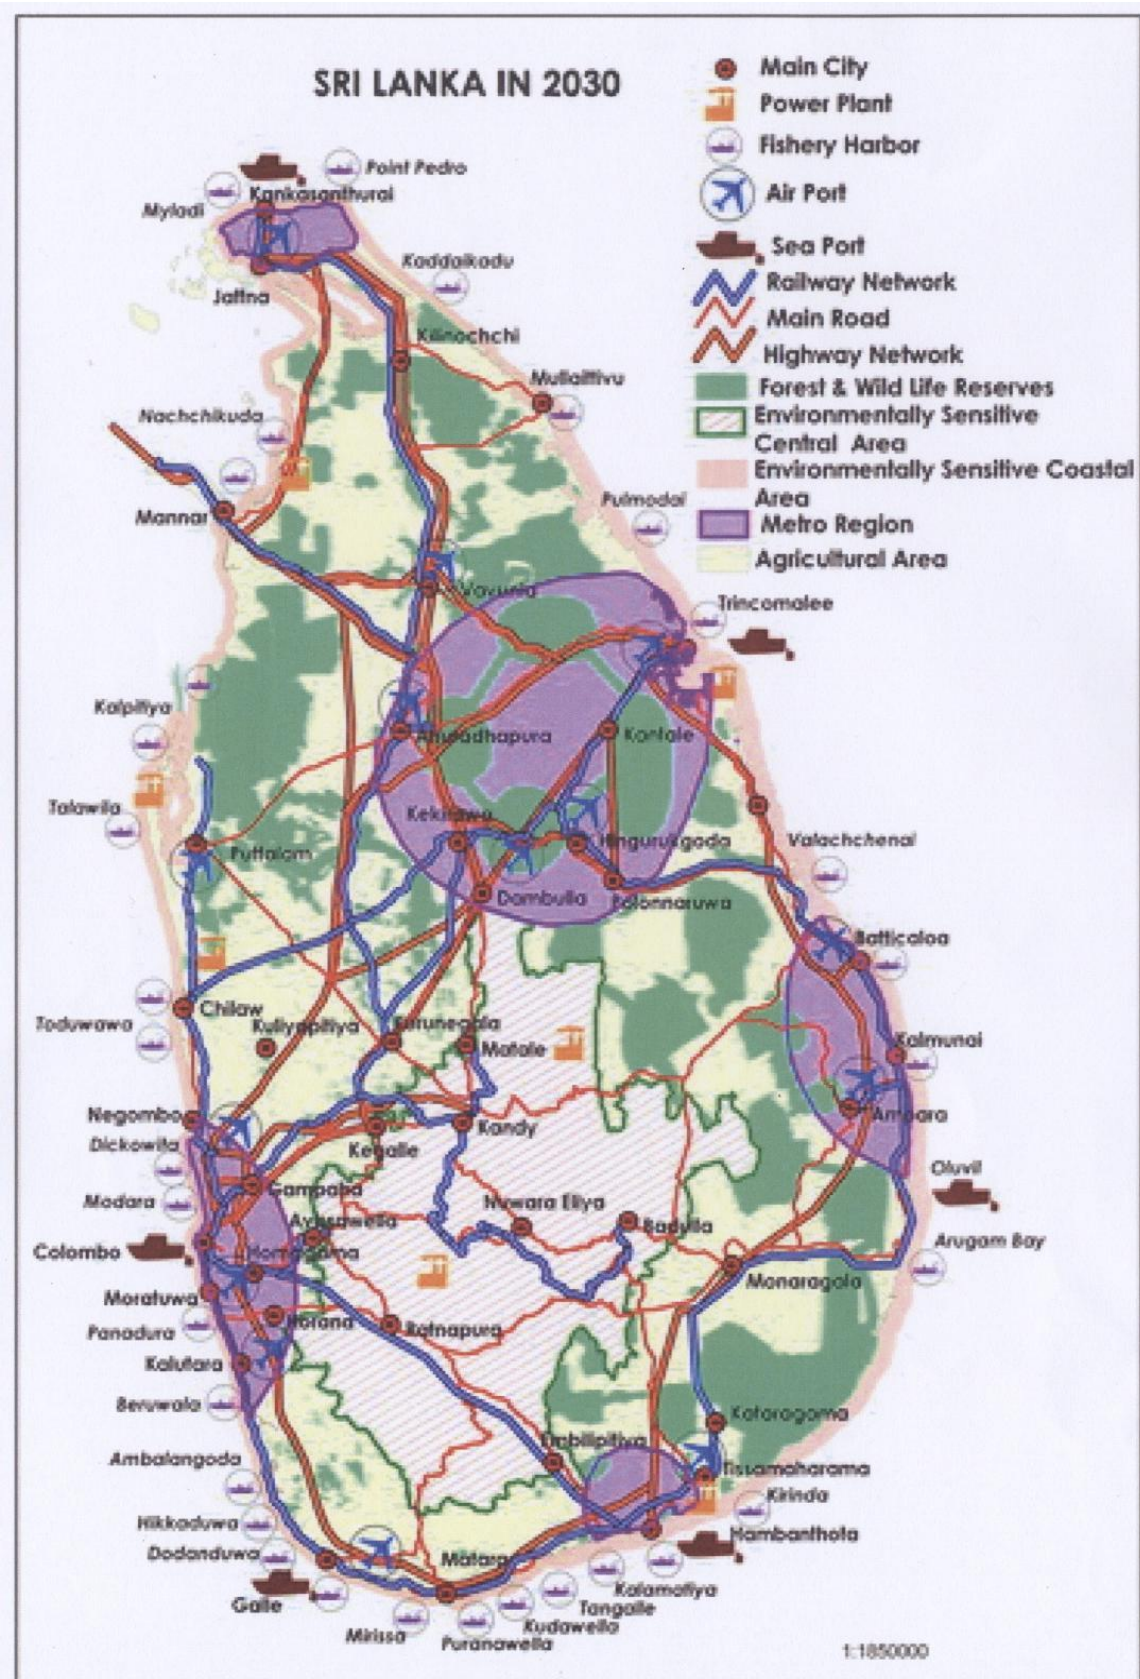 SRI LANKA IN 2030
Main City
Power Plant
Fishery Harbor
Air Port
Sea Port
Railway Network
Main Road
Highway Network
Forest & Wild Life Reserves
Environmentally Sensitive
Central Area
Environmentally Sensitive Coastal
Area
Metro Region
Agricultural Area
Point Pedro
Kankasanthurai
Myladi
Kaddaikadu
Jaffna
Kilinochchi
Mullaittivu
Nachchikuda
Pulmodai
Mannar
Vavunia
Trincomalee
Kalpitiya
Anuradhapura
Kantale
Talawila
Kekirawa
Hingurukgoda
Valachchenai
Puttalam
Dambulla
Polonnaruwa
Batticaloa
Chilaw
Toduwawa
Kuliyapitiya
Kurunegala
Matale
Kalmunai
Negombo
Ampara
Dickowita
Kandy
Kegalle
Oluvil
Gampaha
Modara
Nuwara Eliya
Avissawella
Badulla
Colombo
Homagama
Arugam Bay
Monaragala
Moratuwa
Horana
Ratnapura
Panadura
Kalutara
Beruwala
Kataragama
Embilipitiya
Ambalangoda
Tissamaharama
Kirinda
Hikkaduwa
Hambanthota
Dodanduwa
Matara
Kalamatiya
Galle
Tangalle
Kudawella
Mirissa
Puranawella
1:1850000